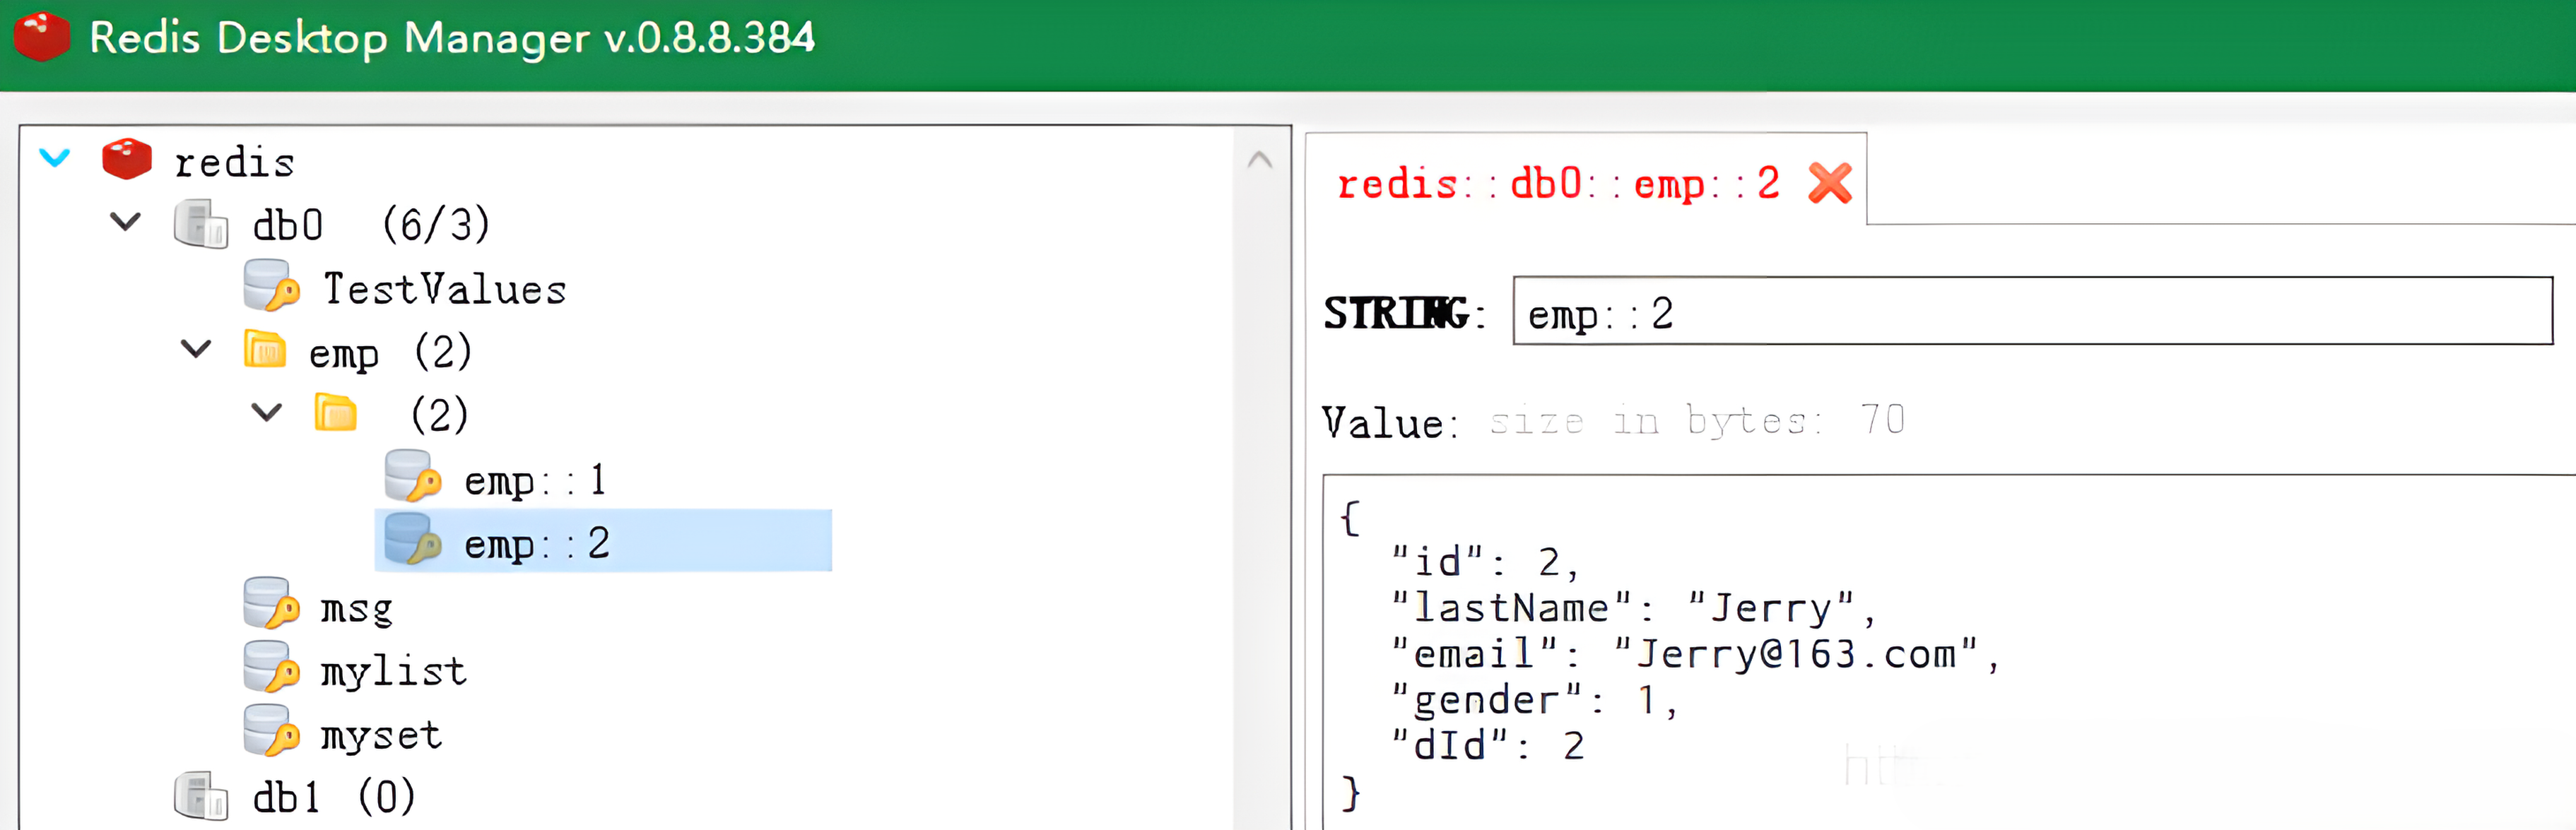 Redis Desktop Manager v.0.8.8.384
redis
db0 (6/3)
TestValues
emp (2)
(2)
emp::1
emp::2
msg
mylist
myset
db1 (0)
redis::db0::emp::2
STRING: emp::2
Value: size in bytes: 70
{
"id": 2,
"lastName": "Jerry",
"email": "Jerry@163.com",
"gender": 1,
"dId": 2
}